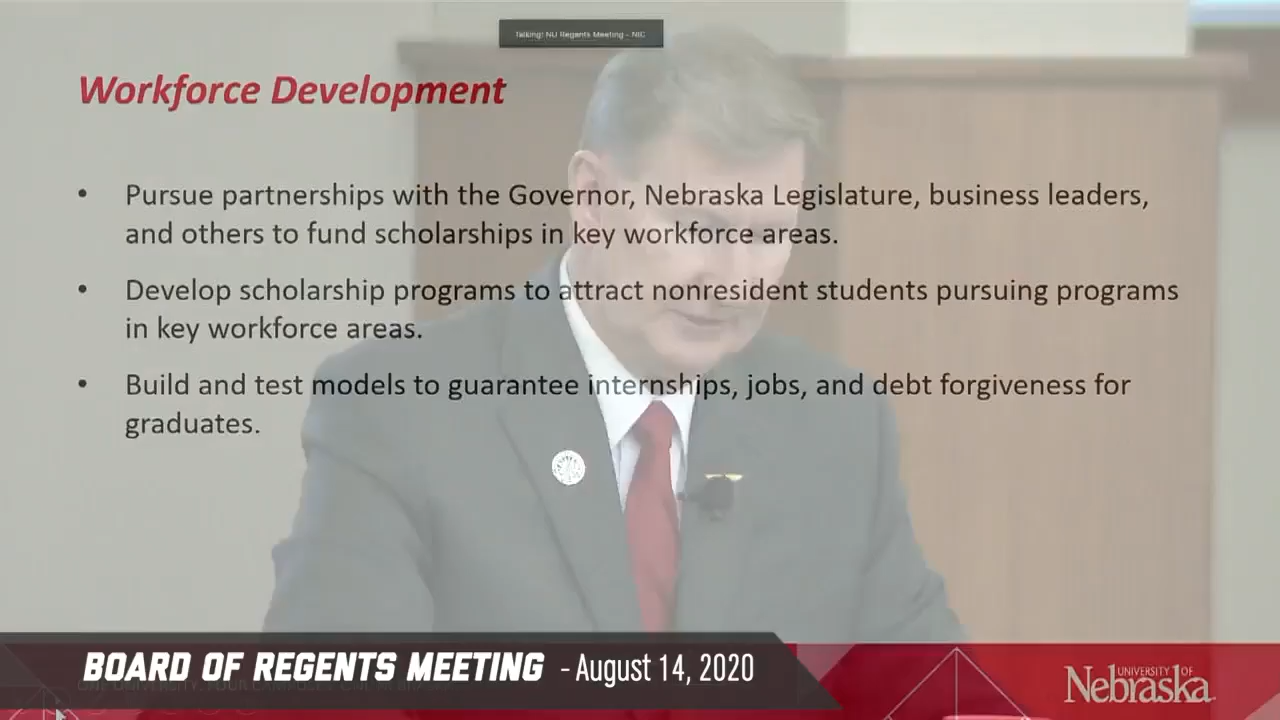 Talking: NU Regents Meeting - NIC
Workforce Development
• Pursue partnerships with the Governor, Nebraska Legislature, business leaders,
and others to fund scholarships in key workforce areas.
• Develop scholarship programs to attract nonresident students pursuing programs
in key workforce areas.
• Build and test models to guarantee internships, jobs, and debt forgiveness for
graduates.
BOARD OF REGENTS MEETING - August 14, 2020
UNIVERSITY OF
Nebraska